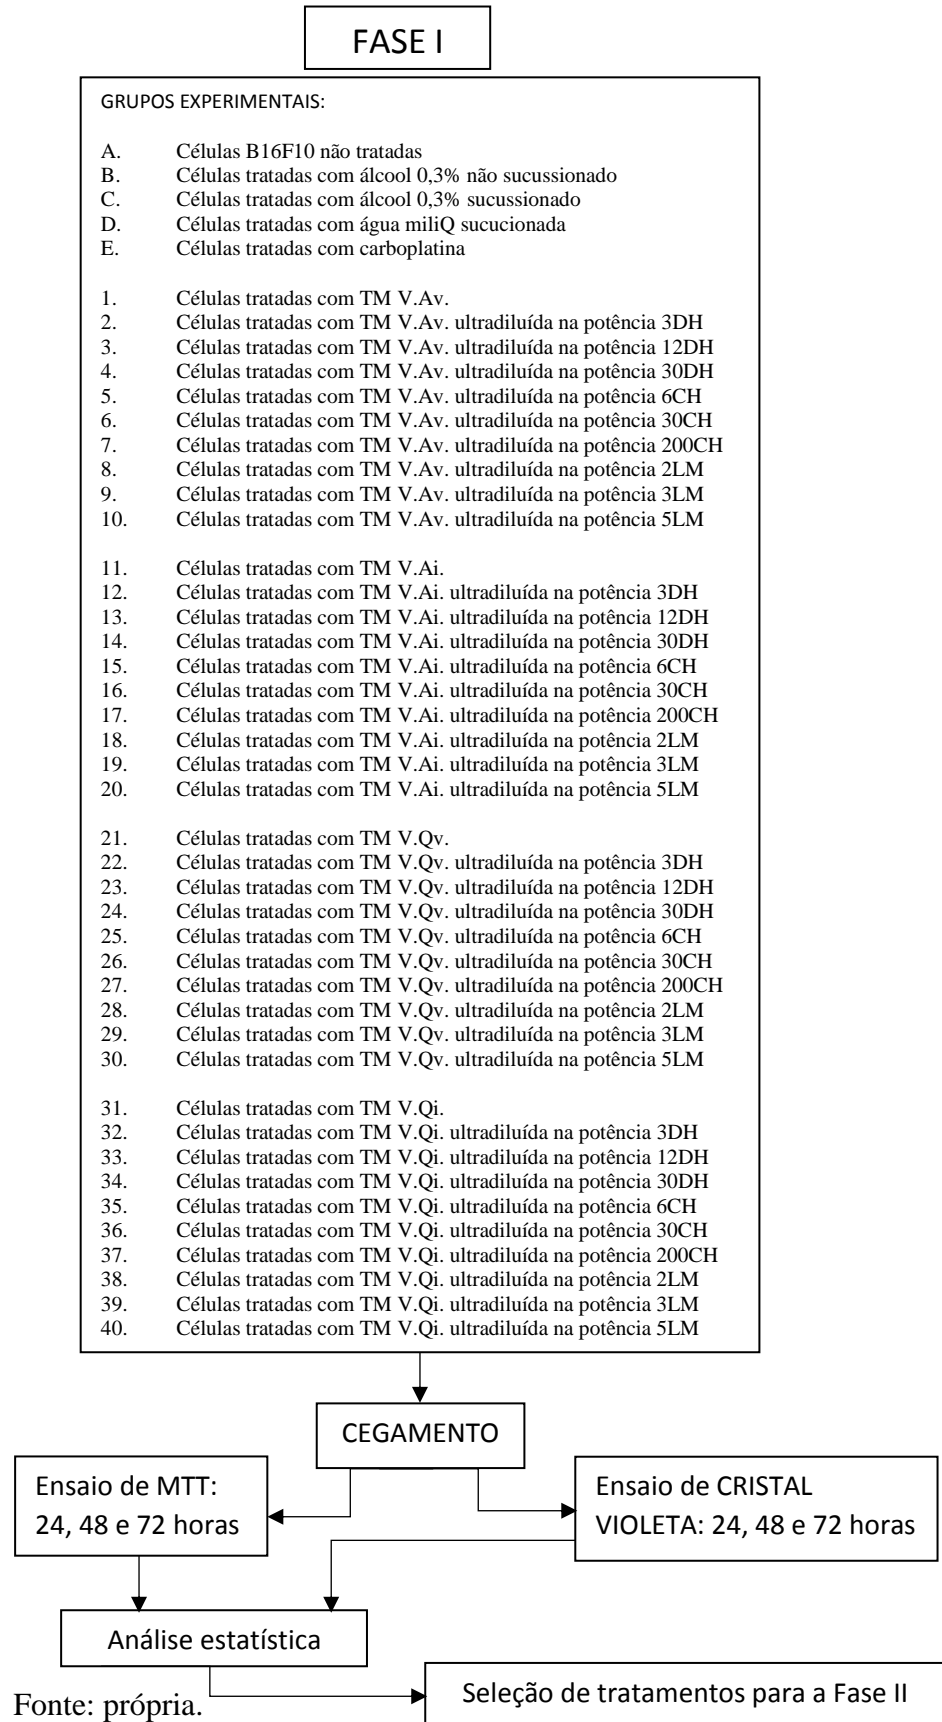 FASE I
GRUPOS EXPERIMENTAIS:
A. Células B16F10 não tratadas
B. Células tratadas com álcool 0,3% não sucussionado
C. Células tratadas com álcool 0,3% sucussionado
D. Células tratadas com água miliQ sucucionada
E. Células tratadas com carboplatina
1. Células tratadas com TM V.Av.
2. Células tratadas com TM V.Av. ultradiluída na potência 3DH
3. Células tratadas com TM V.Av. ultradiluída na potência 12DH
4. Células tratadas com TM V.Av. ultradiluída na potência 30DH
5. Células tratadas com TM V.Av. ultradiluída na potência 6CH
6. Células tratadas com TM V.Av. ultradiluída na potência 30CH
7. Células tratadas com TM V.Av. ultradiluída na potência 200CH
8. Células tratadas com TM V.Av. ultradiluída na potência 2LM
9. Células tratadas com TM V.Av. ultradiluída na potência 3LM
10. Células tratadas com TM V.Av. ultradiluída na potência 5LM
11. Células tratadas com TM V.Ai.
12. Células tratadas com TM V.Ai. ultradiluída na potência 3DH
13. Células tratadas com TM V.Ai. ultradiluída na potência 12DH
14. Células tratadas com TM V.Ai. ultradiluída na potência 30DH
15. Células tratadas com TM V.Ai. ultradiluída na potência 6CH
16. Células tratadas com TM V.Ai. ultradiluída na potência 30CH
17. Células tratadas com TM V.Ai. ultradiluída na potência 200CH
18. Células tratadas com TM V.Ai. ultradiluída na potência 2LM
19. Células tratadas com TM V.Ai. ultradiluída na potência 3LM
20. Células tratadas com TM V.Ai. ultradiluída na potência 5LM
21. Células tratadas com TM V.Qv.
22. Células tratadas com TM V.Qv. ultradiluída na potência 3DH
23. Células tratadas com TM V.Qv. ultradiluída na potência 12DH
24. Células tratadas com TM V.Qv. ultradiluída na potência 30DH
25. Células tratadas com TM V.Qv. ultradiluída na potência 6CH
26. Células tratadas com TM V.Qv. ultradiluída na potência 30CH
27. Células tratadas com TM V.Qv. ultradiluída na potência 200CH
28. Células tratadas com TM V.Qv. ultradiluída na potência 2LM
29. Células tratadas com TM V.Qv. ultradiluída na potência 3LM
30. Células tratadas com TM V.Qv. ultradiluída na potência 5LM
31. Células tratadas com TM V.Qi.
32. Células tratadas com TM V.Qi. ultradiluída na potência 3DH
33. Células tratadas com TM V.Qi. ultradiluída na potência 12DH
34. Células tratadas com TM V.Qi. ultradiluída na potência 30DH
35. Células tratadas com TM V.Qi. ultradiluída na potência 6CH
36. Células tratadas com TM V.Qi. ultradiluída na potência 30CH
37. Células tratadas com TM V.Qi. ultradiluída na potência 200CH
38. Células tratadas com TM V.Qi. ultradiluída na potência 2LM
39. Células tratadas com TM V.Qi. ultradiluída na potência 3LM
40. Células tratadas com TM V.Qi. ultradiluída na potência 5LM
CEGAMENTO
Ensaio de MTT:
24, 48 e 72 horas
Ensaio de CRISTAL
VIOLETA: 24, 48 e 72 horas
Análise estatística
Seleção de tratamentos para a Fase II
Fonte: própria.